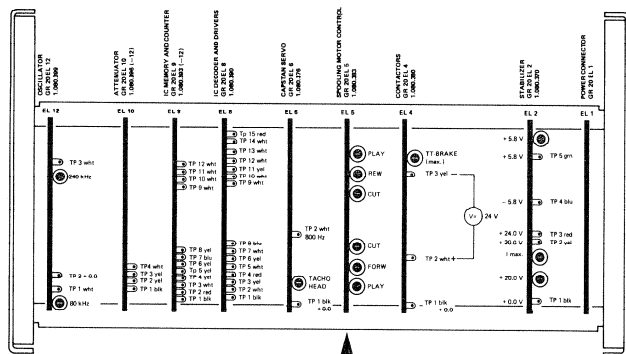 OSCILLATOR
GR 20 EL 12
1.080.399
ATTENUATOR
GR 20 EL 10
1.080.396 (-12)
IC MEMORY AND COUNTER
GR 20 EL 9
1.080.393 (-12)
IC DECODER AND DRIVERS
GR 20 EL 8
1.080.390
CAPSTAN SERVO
GR 20 EL 6
1.080.376
SPOOLING MOTOR CONTROL
GR 20 EL 5
1.080.383
CONTACTORS
GR 20 EL 4
1.080.380
STABILIZER
GR 20 EL 2
1.080.370
POWER CONNECTOR
GR 20 EL 1
EL 12
EL 10
EL 9
EL 8
EL 6
EL 5
EL 4
EL 2
EL 1
TP 3 wht
240 kHz
TP 2 - 0.0
TP 1 wht
80 kHz
TP4 wht
TP 3 yel
TP 2 yel
TP 1 blk
TP 12 wht
TP 11 wht
TP 10 wht
TP 9 wht
TP 8 yel
TP 7 blu
TP 6 yel
Tp 5 yel
TP 4 yel
TP 3 wht
TP 2 red
TP 1 blk
Tp 15 red
TP 14 wht
TP 13 wht
TP 12 wht
TP 11 yel
TP 10 wht
TP 9 wht
TP 8 blu
TP 7 wht
TP 6 yel
TP 5 wht
TP 4 red
TP 3 yel
TP 2 wht
TP 1 blk
TP 2 wht
800 Hz
TACHO
HEAD
TP 1 blk
+ 0.0
PLAY
REW
CUT
CUT
FORW
PLAY
TT-BRAKE
(max.)
TP 3 yel
V=
24 V
TP 2 wht +
TP 1 blk
+ 0.0
+ 5.8 V
+ 5.8 V
TP 5 grn
- 5.8 V
TP 4 blu
+ 24.0 V
TP 3 red
+ 20.0 V
TP 2 yel
I max.
+ 20.0 V
+ 0.0 V
TP 1 blk